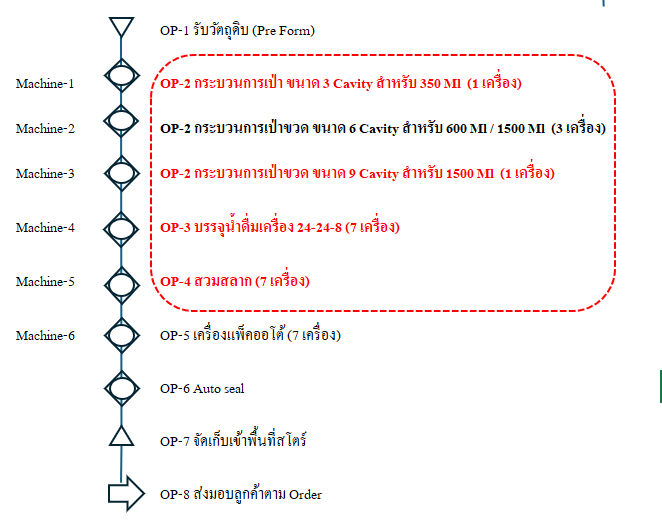 OP-1 รับวัตถุดิบ (Pre Form)
Machine-1 OP-2 กระบวนการเป่า ขนาด 3 Cavity สำหรับ 350 Ml (1 เครื่อง)
Machine-2 OP-2 กระบวนการเป่าขวด ขนาด 6 Cavity สำหรับ 600 Ml / 1500 Ml (3 เครื่อง)
Machine-3 OP-2 กระบวนการเป่าขวด ขนาด 9 Cavity สำหรับ 1500 Ml (1 เครื่อง)
Machine-4 OP-3 บรรจุน้ำดื่มเครื่อง 24-24-8 (7 เครื่อง)
Machine-5 OP-4 สวมสลาก (7 เครื่อง)
Machine-6 OP-5 เครื่องแพ็คออโต้ (7 เครื่อง)
OP-6 Auto seal
OP-7 จัดเก็บเข้าพื้นที่สโตร์
OP-8 ส่งมอบลูกค้าตาม Order